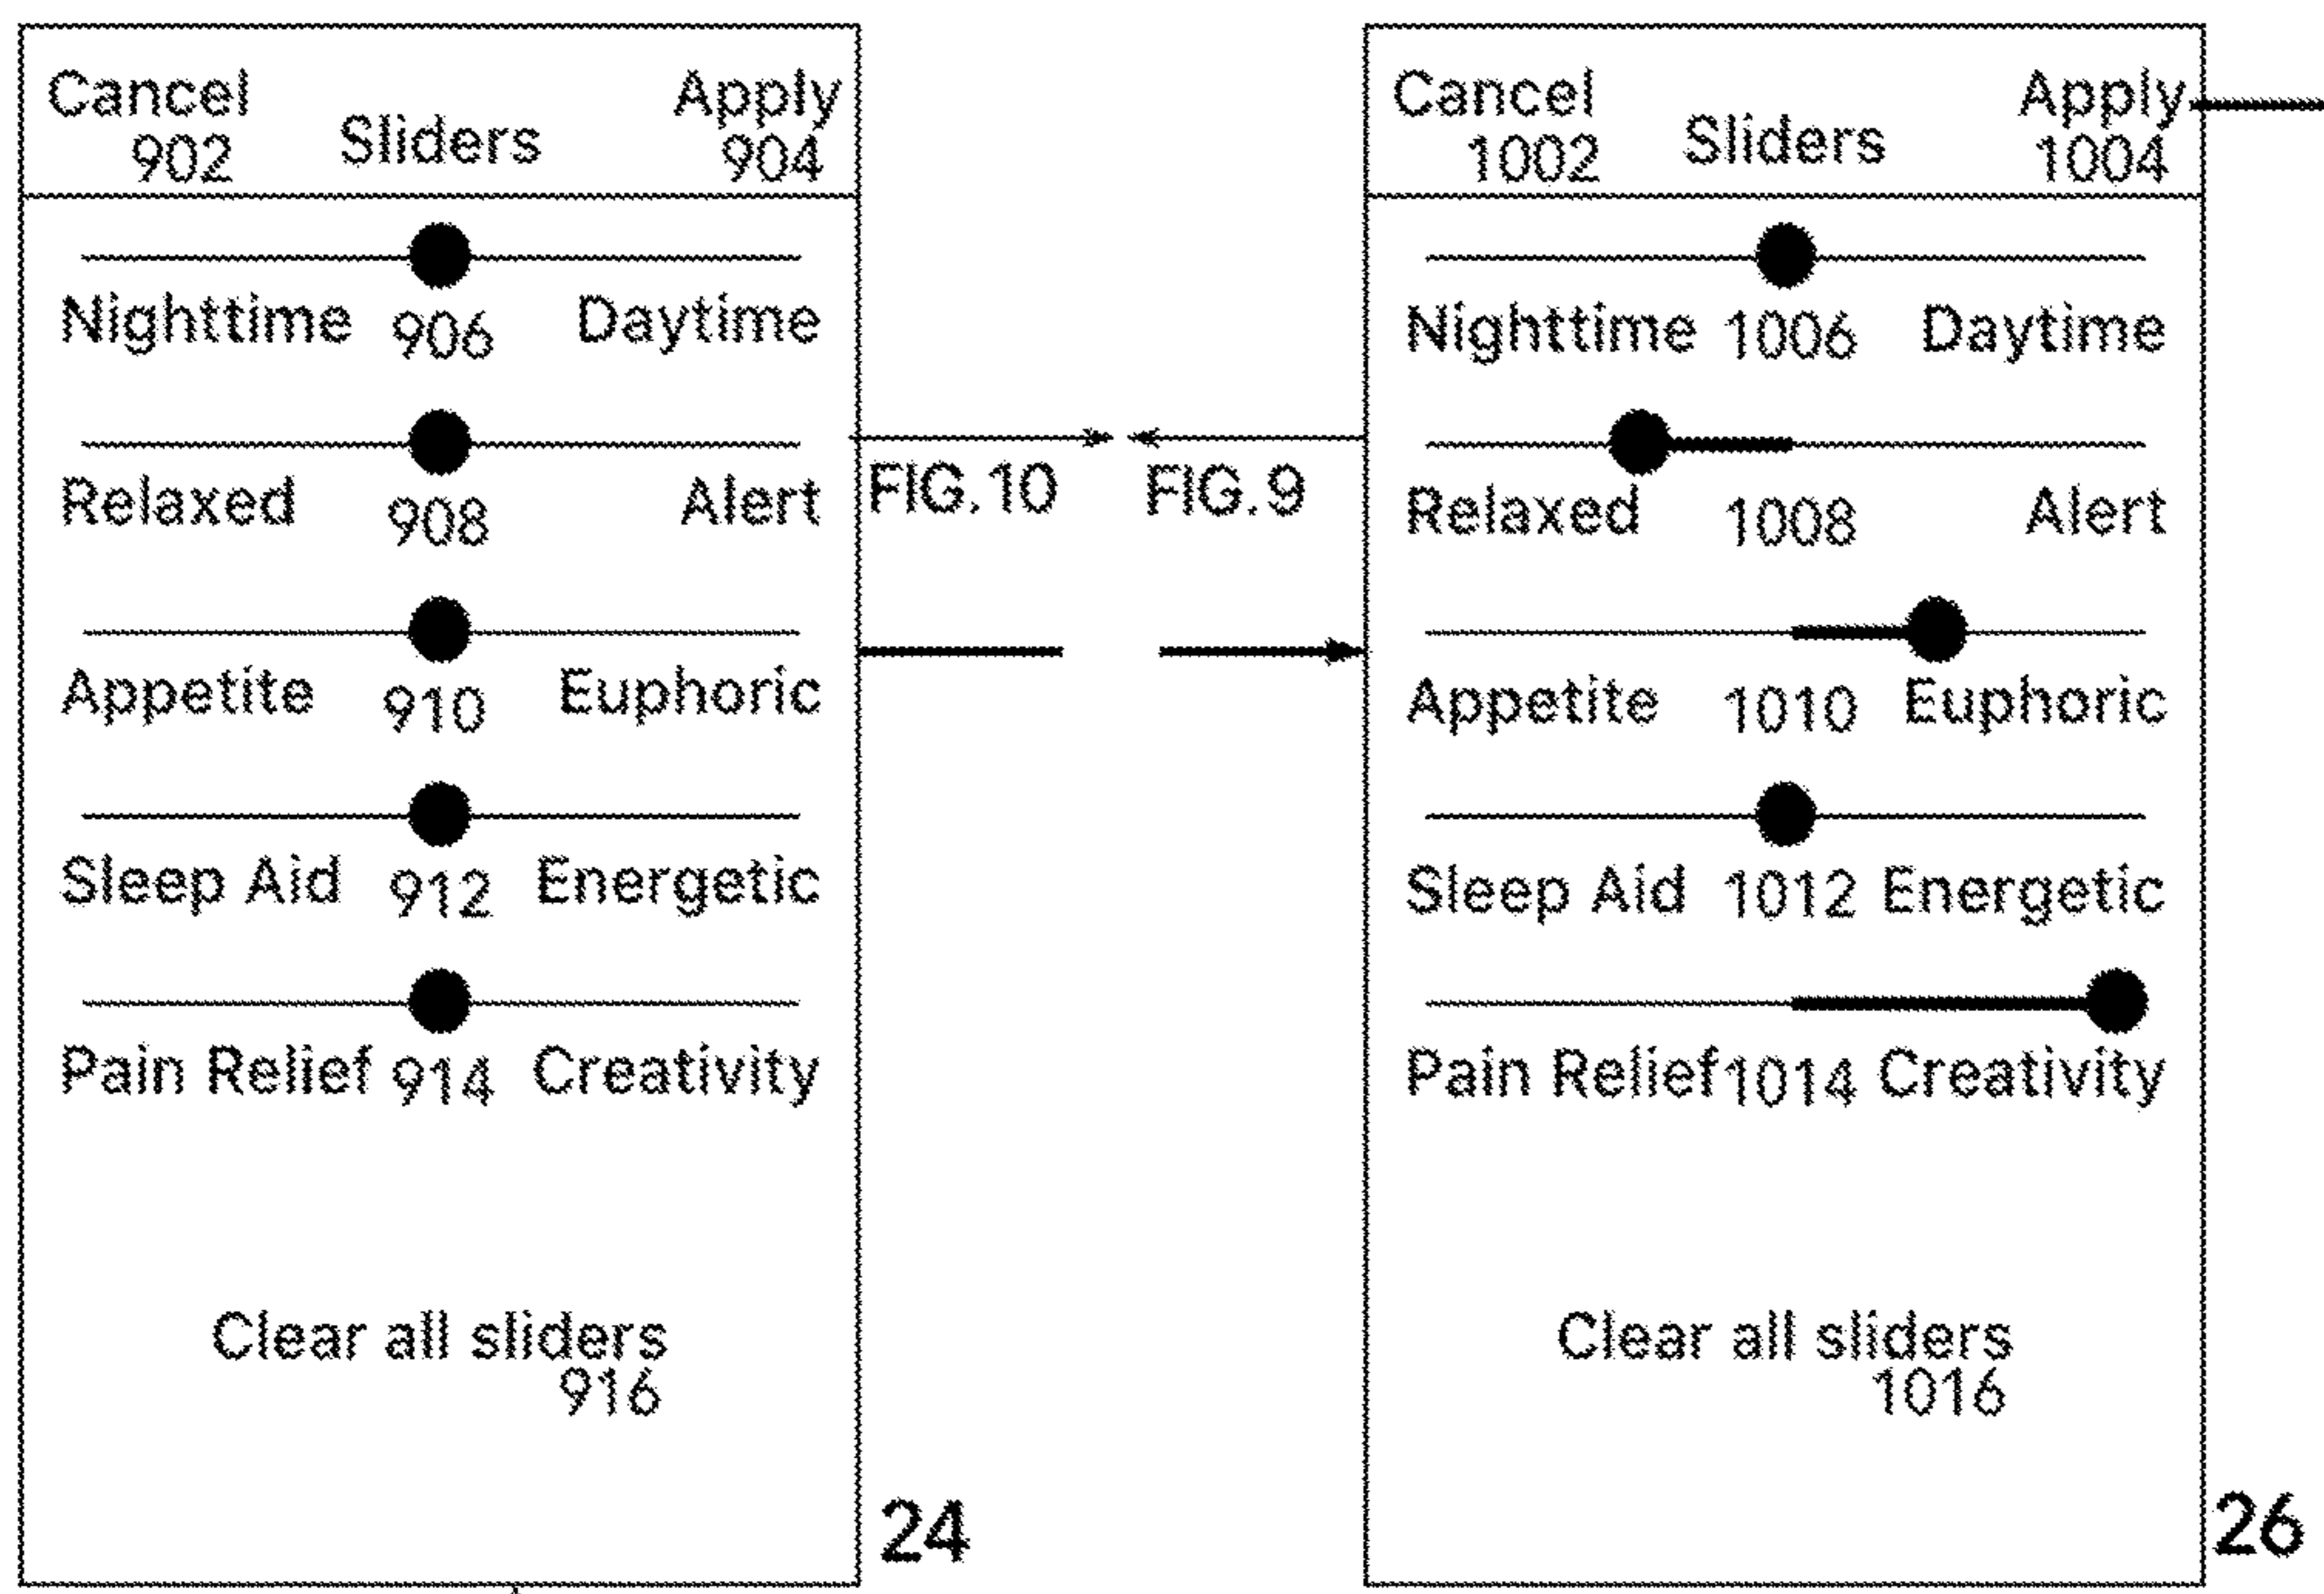 Cancel Sliders Apply
902 904
Nighttime 906 Daytime
Relaxed 908 Alert
Appetite 910 Euphoric
Sleep Aid 912 Energetic
Pain Relief 914 Creativity
Clear all sliders
916
24
FIG. 10 FIG. 9
Cancel Sliders Apply
1002 1004
Nighttime 1006 Daytime
Relaxed 1008 Alert
Appetite 1010 Euphoric
Sleep Aid 1012 Energetic
Pain Relief 1014 Creativity
Clear all sliders
1016
26